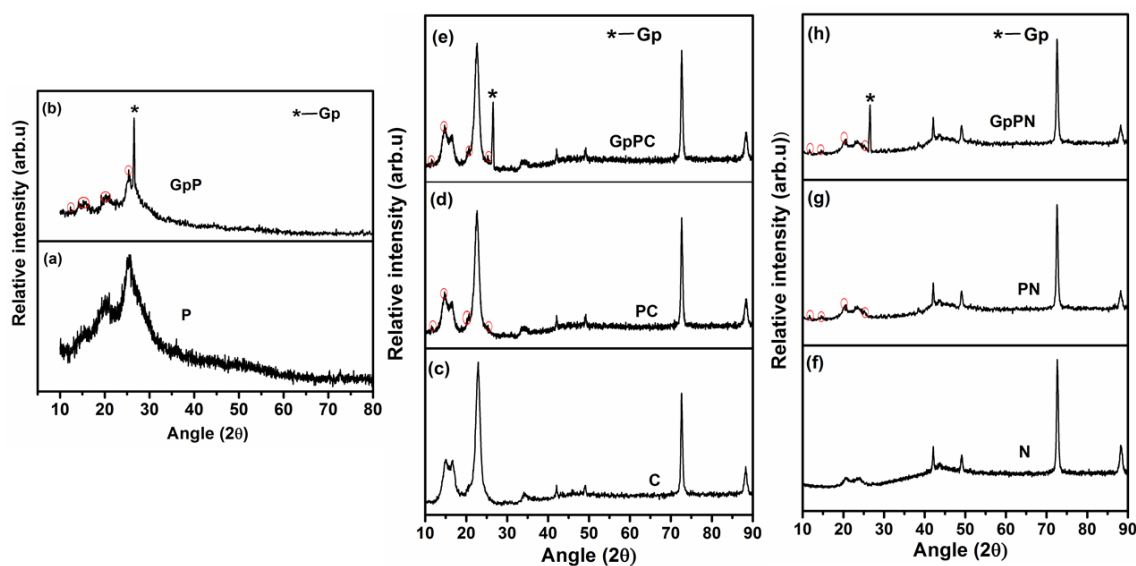 (b)
*—Gp
*
GpP
(a)
P
Relative intensity (arb.u)
10 20 30 40 50 60 70 80
Angle (2θ)
(e)
*—Gp
*
GpPC
(d)
PC
(c)
C
Relative intensity (arb.u)
10 20 30 40 50 60 70 80 90
Angle (2θ)
(h)
*—Gp
*
GpPN
(g)
PN
(f)
N
Relative intensity (arb.u))
10 20 30 40 50 60 70 80 90
Angle (2θ)